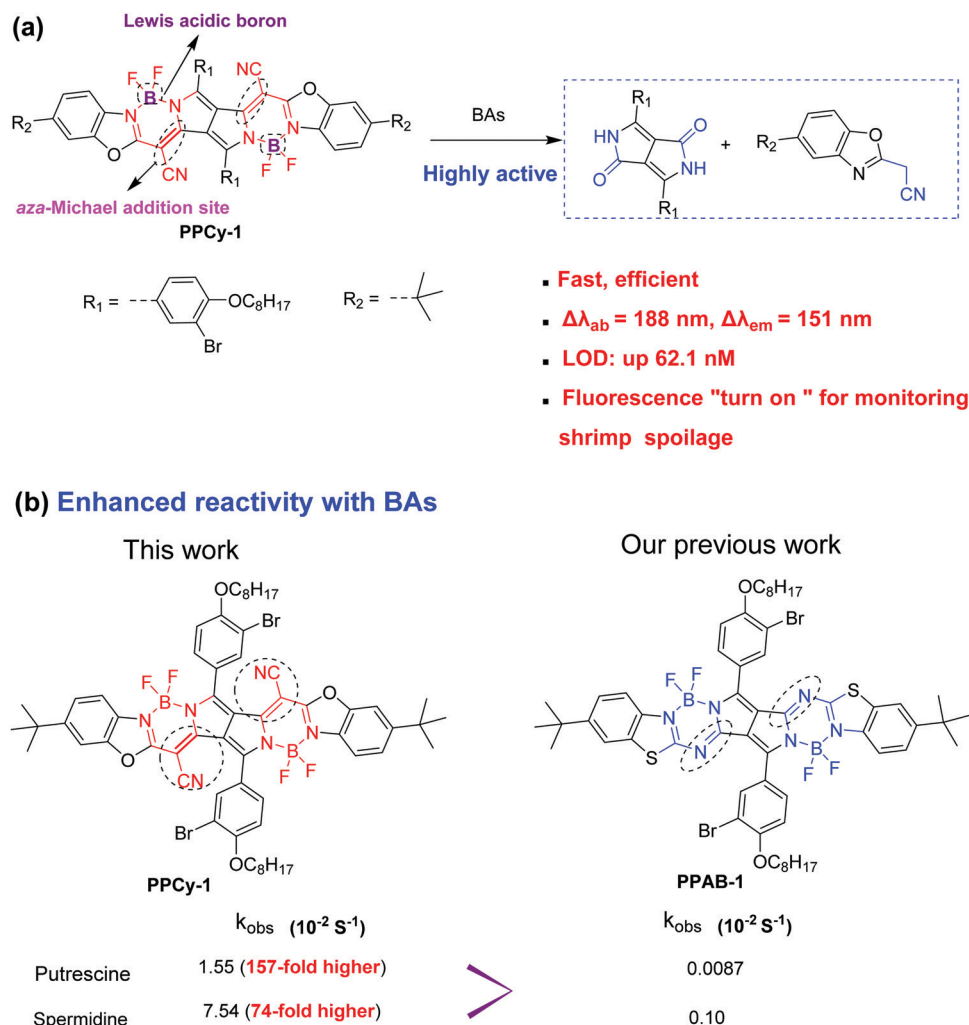 (a)
Lewis acidic boron
F F
B
N
N
R2
O
CN
R1
R1
NC
O
N
N
B
F F
R2
aza-Michael addition site
PPCy-1
BAs
Highly active
R1
HN
O
O
NH
R1
+
R2
O
N
CN
R1 =
OC8H17
Br
R2 =
▪ Fast, efficient
▪ Δλab = 188 nm, Δλem = 151 nm
▪ LOD: up 62.1 nM
▪ Fluorescence "turn on " for monitoring
shrimp spoilage
(b) Enhanced reactivity with BAs
This work
Our previous work
OC8H17
Br
NC
F F
B
N
N
O
O
N
N
B
F F
CN
Br
OC8H17
PPCy-1
OC8H17
Br
F F
B
N
N
S
N
N
S
N
N
B
F F
Br
OC8H17
PPAB-1
kobs (10-2 S-1)
kobs (10-2 S-1)
Putrescine 1.55 (157-fold higher) 0.0087
Spermidine 7.54 (74-fold higher) 0.10